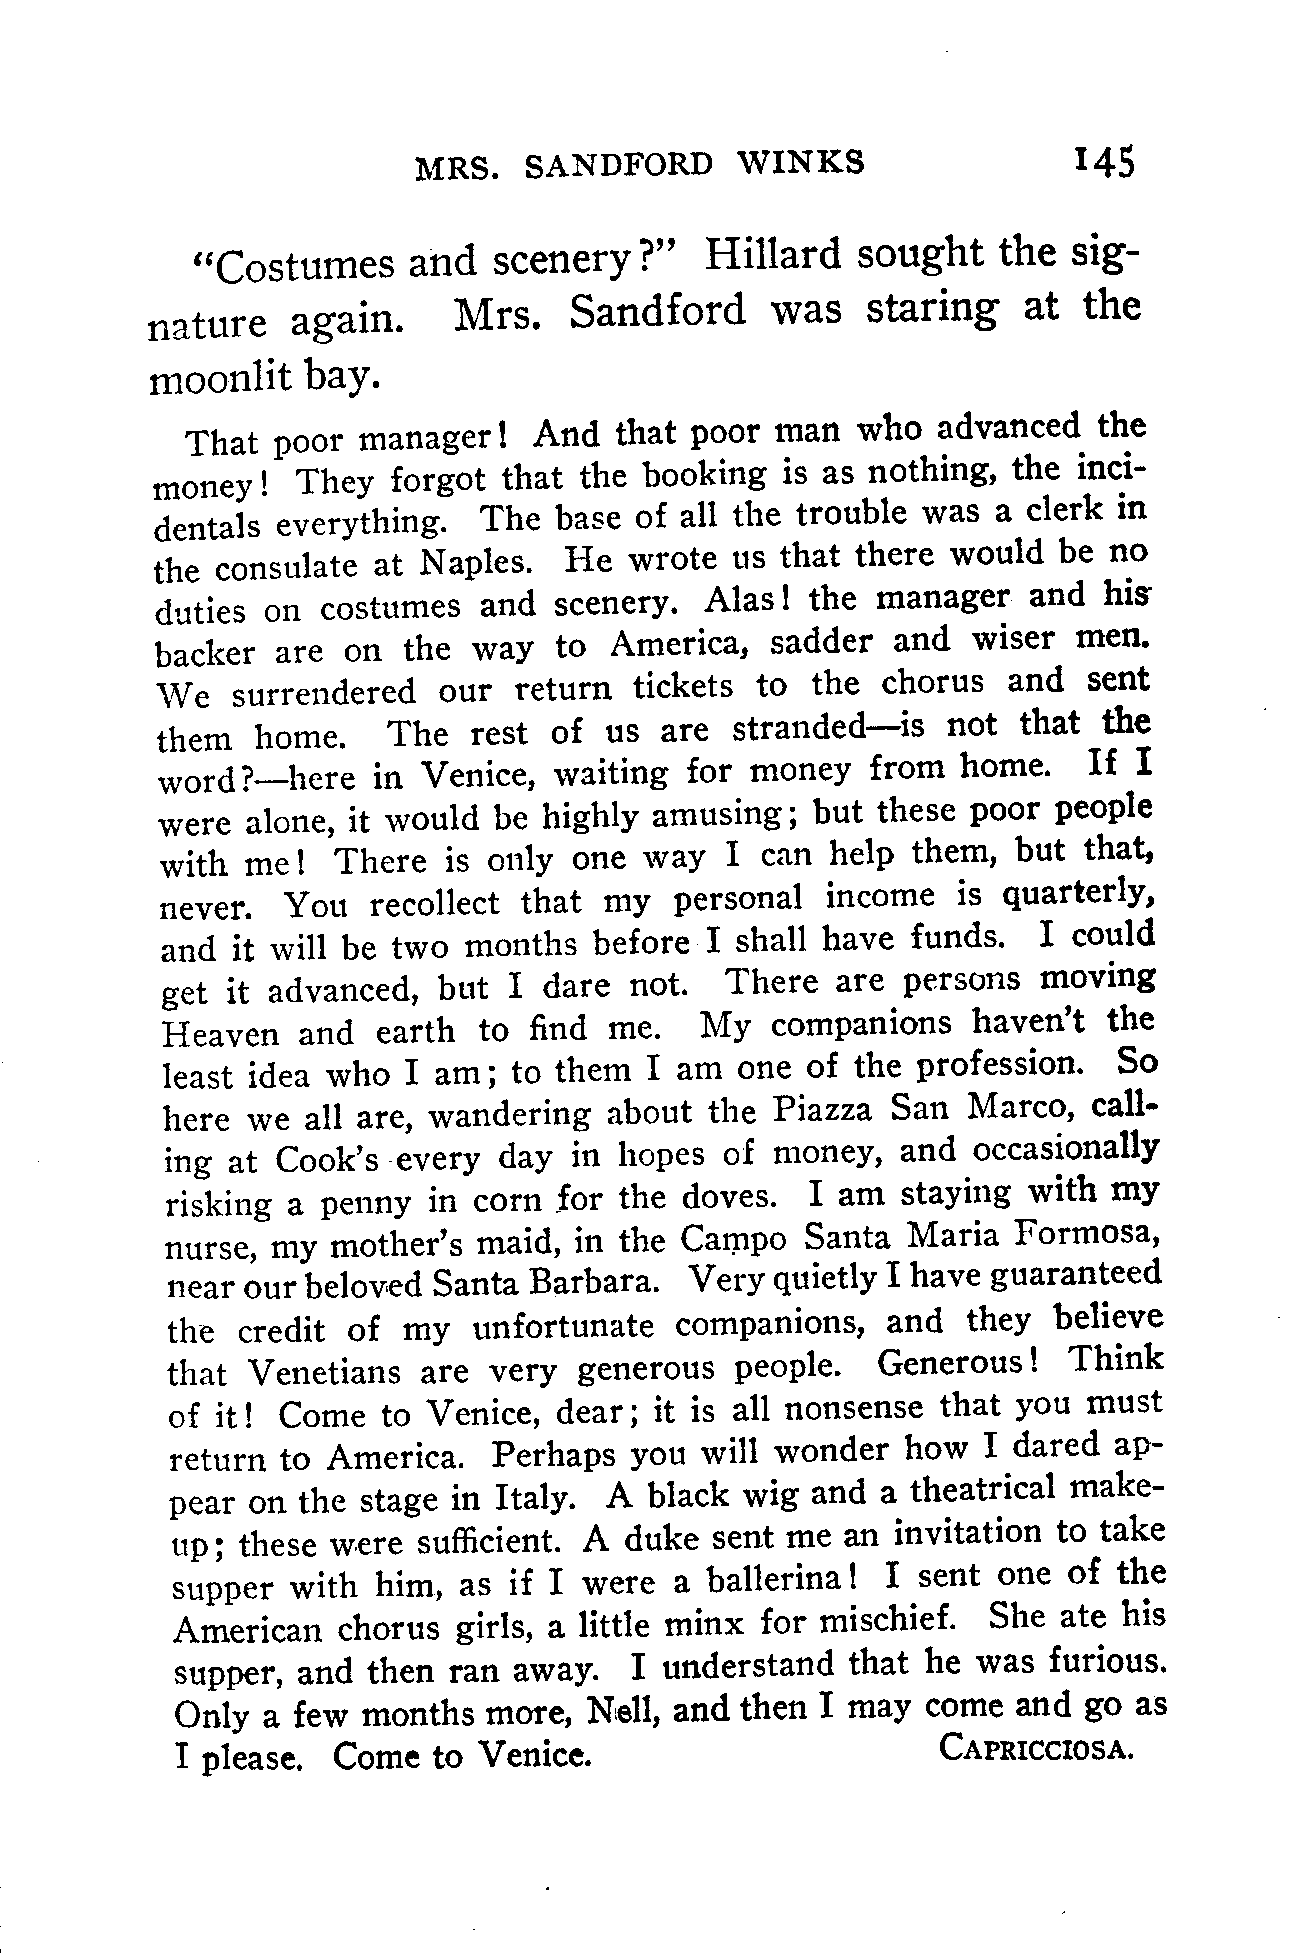 MRS. SANDFORD WINKS 145
“Costumes and scenery?” Hillard sought the sig-
nature again. Mrs. Sandford was staring at the
moonlit bay.
That poor manager! And that poor man who advanced the
money! They forgot that the booking is as nothing, the inci-
dentals everything. The base of all the trouble was a clerk in
the consulate at Naples. He wrote us that there would be no
duties on costumes and scenery. Alas! the manager and his
backer are on the way to America, sadder and wiser men.
We surrendered our return tickets to the chorus and sent
them home. The rest of us are stranded—is not that the
word?—here in Venice, waiting for money from home. If I
were alone, it would be highly amusing; but these poor people
with me! There is only one way I can help them, but that,
never. You recollect that my personal income is quarterly,
and it will be two months before I shall have funds. I could
get it advanced, but I dare not. There are persons moving
Heaven and earth to find me. My companions haven’t the
least idea who I am; to them I am one of the profession. So
here we all are, wandering about the Piazza San Marco, call-
ing at Cook’s every day in hopes of money, and occasionally
risking a penny in corn for the doves. I am staying with my
nurse, my mother’s maid, in the Campo Santa Maria Formosa,
near our beloved Santa Barbara. Very quietly I have guaranteed
the credit of my unfortunate companions, and they believe
that Venetians are very generous people. Generous! Think
of it! Come to Venice, dear; it is all nonsense that you must
return to America. Perhaps you will wonder how I dared ap-
pear on the stage in Italy. A black wig and a theatrical make-
up; these were sufficient. A duke sent me an invitation to take
supper with him, as if I were a ballerina! I sent one of the
American chorus girls, a little minx for mischief. She ate his
supper, and then ran away. I understand that he was furious.
Only a few months more, Nell, and then I may come and go as
I please. Come to Venice. CAPRICCIOSA.